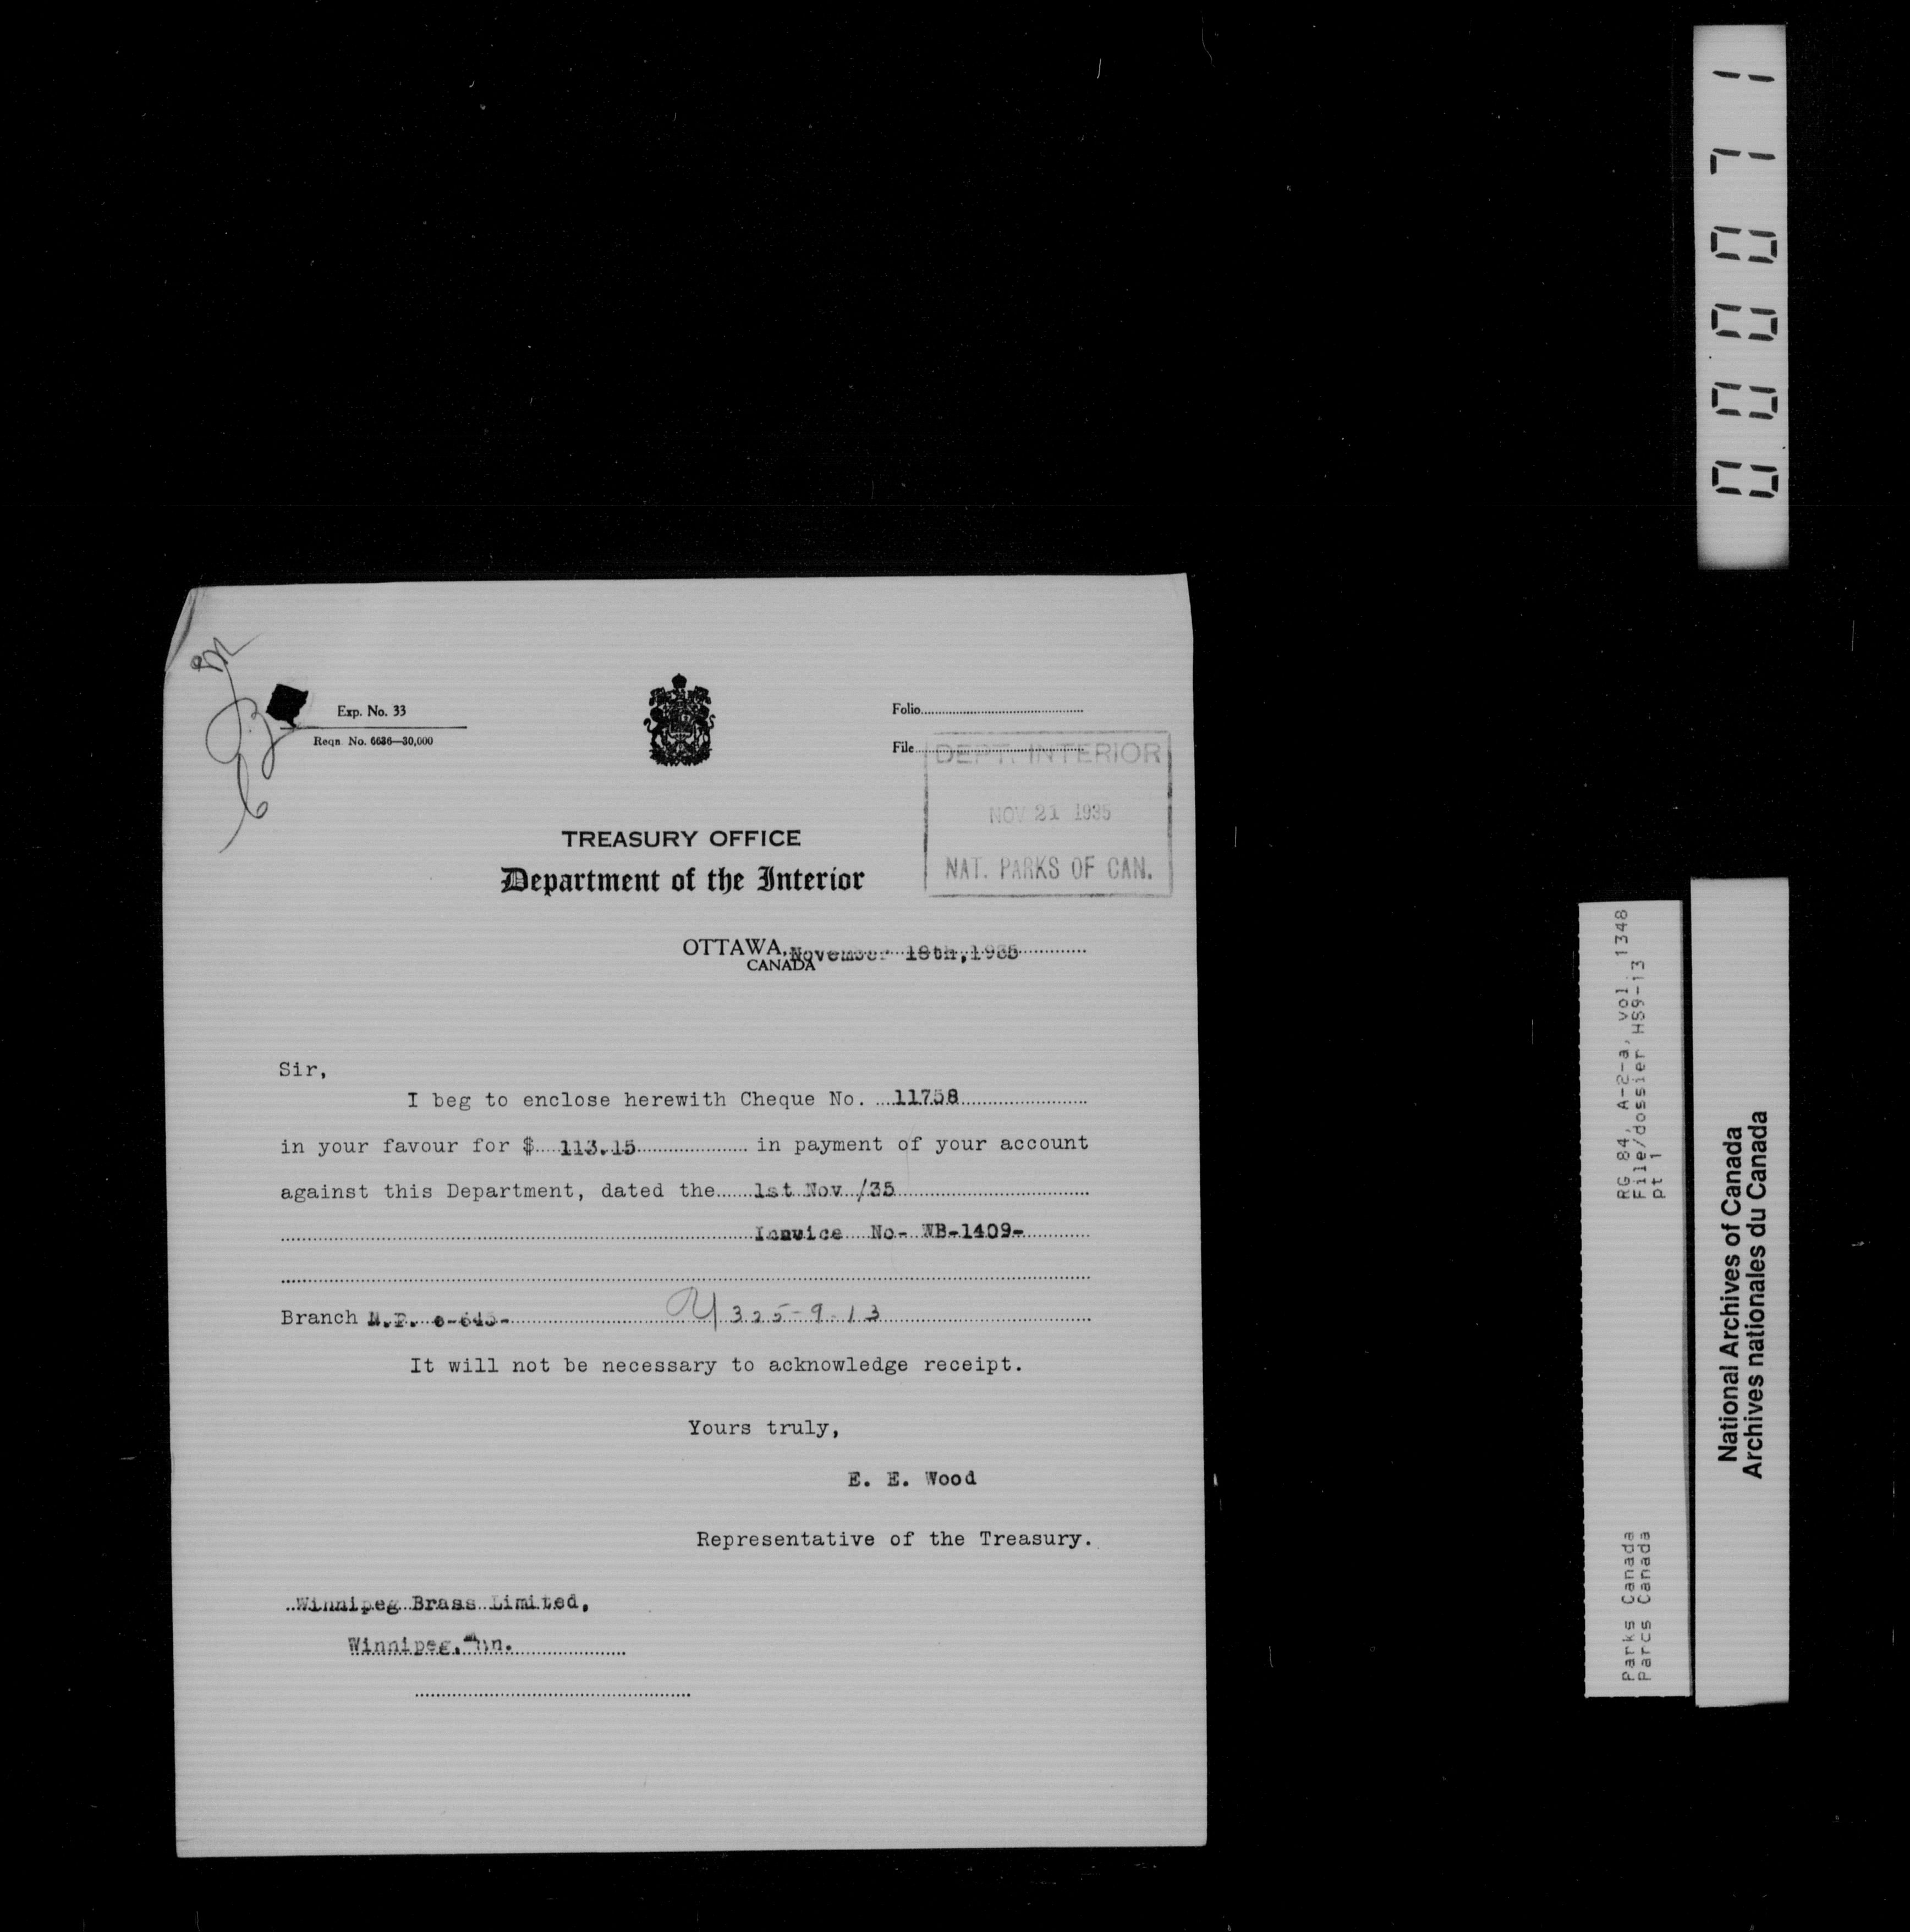 Exp. No. 33
Reqn. No. 6636—30,000
Folio
File
DEPT. INTERIOR
NOV 21 1935
NAT. PARKS OF CAN.
TREASURY OFFICE
Department of the Interior
OTTAWA, November 18th, 1935
CANADA
Sir,
I beg to enclose herewith Cheque No. 11758
in your favour for $ 113.15 in payment of your account
against this Department, dated the 1st Nov /35
Invoice No- WB-1409-
Branch N.P. 325-9-13
It will not be necessary to acknowledge receipt.
Yours truly,
E. E. Wood
Representative of the Treasury.
Winnipeg Brass Limited,
Winnipeg,
000071
RG 84, A-2-a, vol. 1348
File/dossier HS9-13
pt 1
Parks Canada
Parcs Canada
National Archives of Canada
Archives nationales du Canada